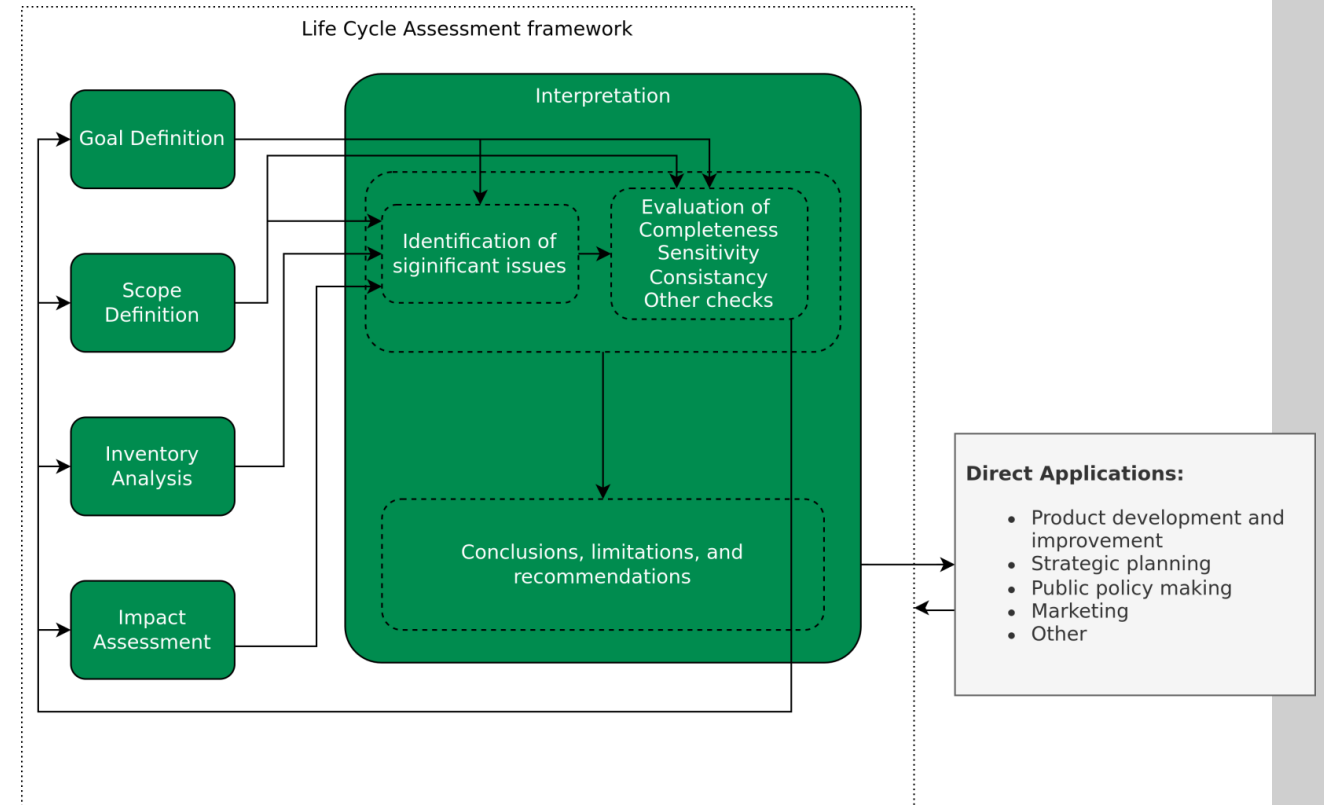 Life Cycle Assessment framework
Goal Definition
Scope
Definition
Inventory
Analysis
Impact
Assessment
Interpretation
Identification of
siginificant issues
Evaluation of
Completeness
Sensitivity
Consistancy
Other checks
Conclusions, limitations, and
recommendations
Direct Applications:
• Product development and
improvement
• Strategic planning
• Public policy making
• Marketing
• Other